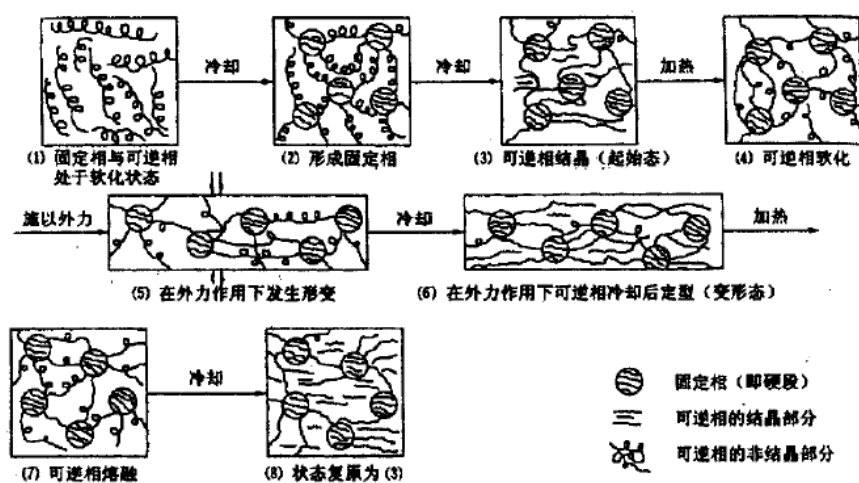 冷却
冷却
加热
(1) 固定相与可逆相
处于软化状态
(2) 形成固定相
(3) 可逆相结晶(起始态)
(4) 可逆相软化
施以外力
冷却
加热
(5) 在外力作用下发生形变
(6) 在外力作用下可逆相冷却后定型(变形态)
冷却
固定相(即硬段)
可逆相的结晶部分
可逆相的非结晶部分
(7) 可逆相熔融
(8) 状态复原为(3)